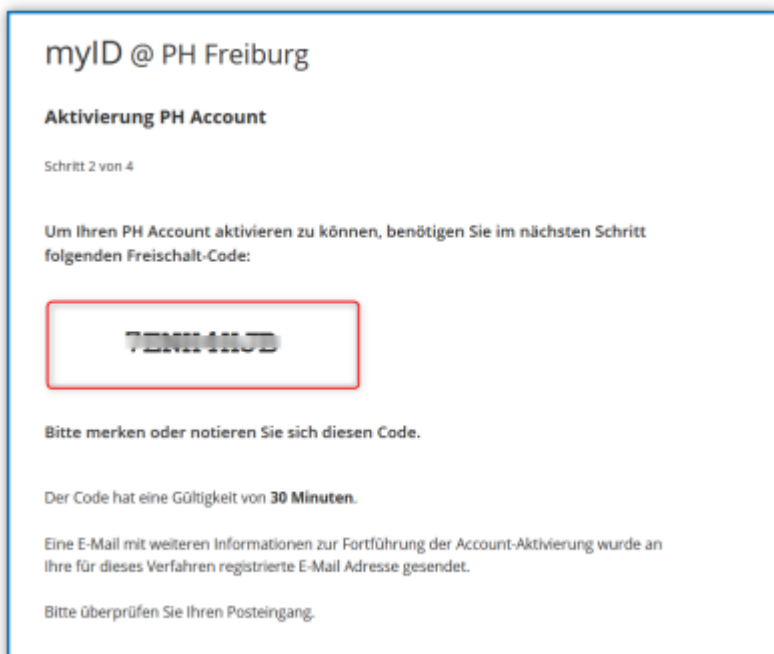 myID @ PH Freiburg
Aktivierung PH Account
Schritt 2 von 4
Um Ihren PH Account aktivieren zu können, benötigen Sie im nächsten Schritt
folgenden Freischalt-Code:
Bitte merken oder notieren Sie sich diesen Code.
Der Code hat eine Gültigkeit von 30 Minuten.
Eine E-Mail mit weiteren Informationen zur Fortführung der Account-Aktivierung wurde an
Ihre für dieses Verfahren registrierte E-Mail Adresse gesendet.
Bitte überprüfen Sie Ihren Posteingang.